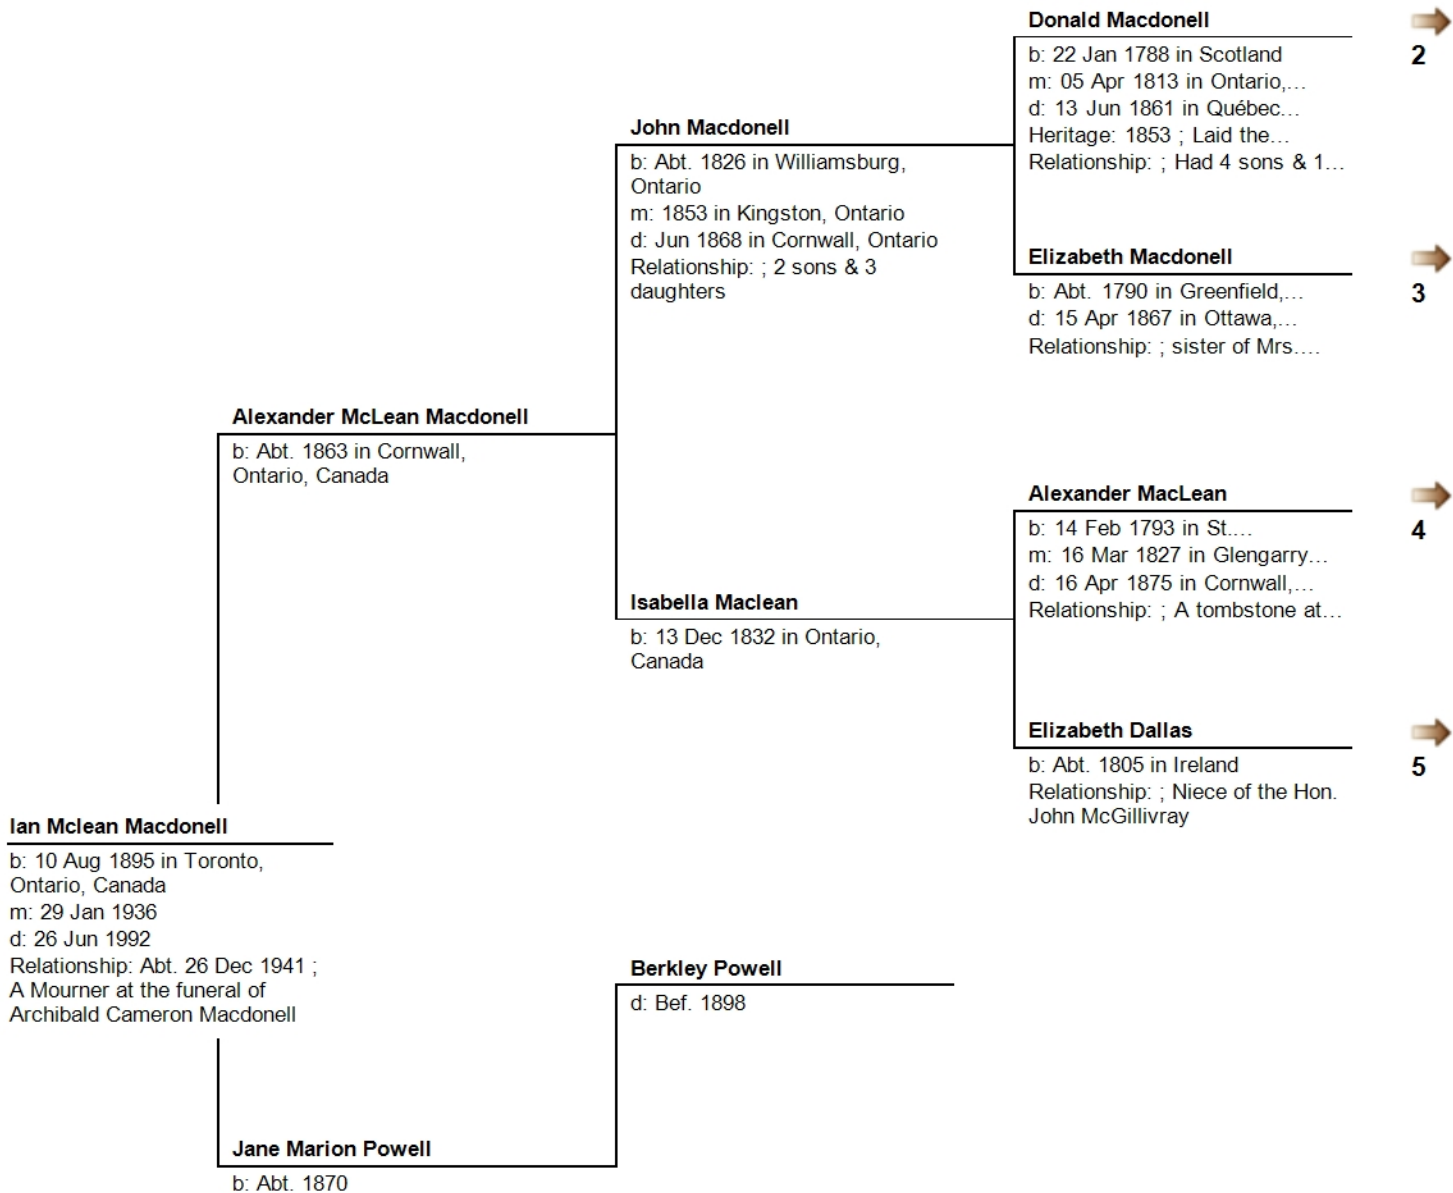 Donald Macdonell
b: 22 Jan 1788 in Scotland
m: 05 Apr 1813 in Ontario,...
d: 13 Jun 1861 in Québec...
Heritage: 1853 ; Laid the...
Relationship: ; Had 4 sons & 1...
2
John Macdonell
b: Abt. 1826 in Williamsburg,
Ontario
m: 1853 in Kingston, Ontario
d: Jun 1868 in Cornwall, Ontario
Relationship: ; 2 sons & 3
daughters
Elizabeth Macdonell
b: Abt. 1790 in Greenfield,...
d: 15 Apr 1867 in Ottawa,...
Relationship: ; sister of Mrs....
3
Alexander McLean Macdonell
b: Abt. 1863 in Cornwall,
Ontario, Canada
Alexander MacLean
b: 14 Feb 1793 in St....
m: 16 Mar 1827 in Glengarry...
d: 16 Apr 1875 in Cornwall,...
Relationship: ; A tombstone at...
4
Isabella Maclean
b: 13 Dec 1832 in Ontario,
Canada
Elizabeth Dallas
b: Abt. 1805 in Ireland
Relationship: ; Niece of the Hon.
John McGillivray
5
Ian Mclean Macdonell
b: 10 Aug 1895 in Toronto,
Ontario, Canada
m: 29 Jan 1936
d: 26 Jun 1992
Relationship: Abt. 26 Dec 1941 ;
A Mourner at the funeral of
Archibald Cameron Macdonell
Berkley Powell
d: Bef. 1898
Jane Marion Powell
b: Abt. 1870